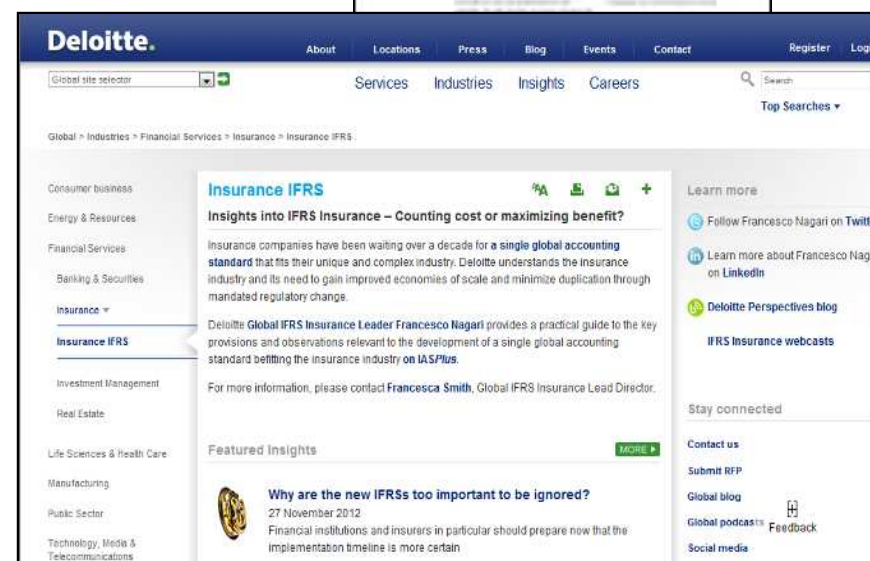 Deloitte.
About Locations Press Blog Events Contact
Register Logi
Global site selector
Services Industries Insights Careers
Search
Top Searches ▾
Global > Industries > Financial Services > Insurance > Insurance IFRS
Consumer business
Energy & Resources
Financial Services
Banking & Securities
Insurance
Insurance IFRS
Investment Management
Real Estate
Life Sciences & Health Care
Manufacturing
Public Sector
Technology, Media &
Telecommunications
Insurance IFRS
Insights into IFRS Insurance – Counting cost or maximizing benefit?
Insurance companies have been waiting over a decade for a single global accounting
standard that fits their unique and complex industry. Deloitte understands the insurance
industry and its need to gain improved economies of scale and minimize duplication through
mandated regulatory change.
Deloitte Global IFRS Insurance Leader Francesco Nagari provides a practical guide to the key
provisions and observations relevant to the development of a single global accounting
standard befitting the insurance industry on IASPlus.
For more information, please contact Francesca Smith, Global IFRS Insurance Lead Director.
Featured Insights
MORE
Why are the new IFRSs too important to be ignored?
27 November 2012
Financial institutions and insurers in particular should prepare now that the
implementation timeline is more certain
Learn more
Follow Francesco Nagari on Twitt
Learn more about Francesco Nag
on LinkedIn
Deloitte Perspectives blog
IFRS Insurance webcasts
Stay connected
Contact us
Submit RFP
Global blog
Global podcasts
[+]
Feedback
Social media